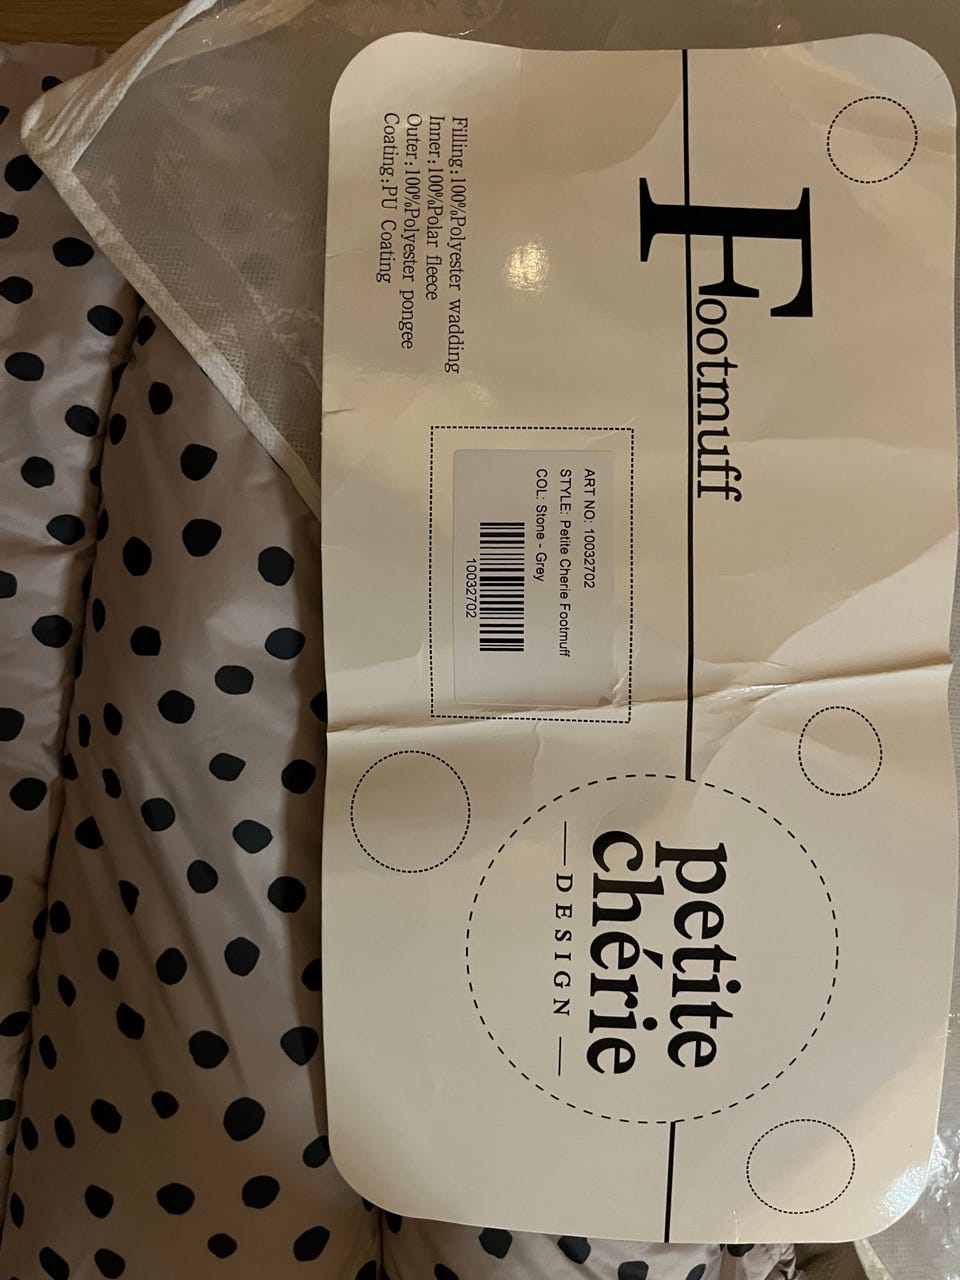 Footmuff
Filling:100%Polyester wadding
Inner:100%Polar fleece
Outer:100%Polyester pongee
Coating:PU Coating
ART NO: 10032702
STYLE: Petite Cherie Footmuff
COL: Stone - Grey
10032702
petite
chérie
DESIGN